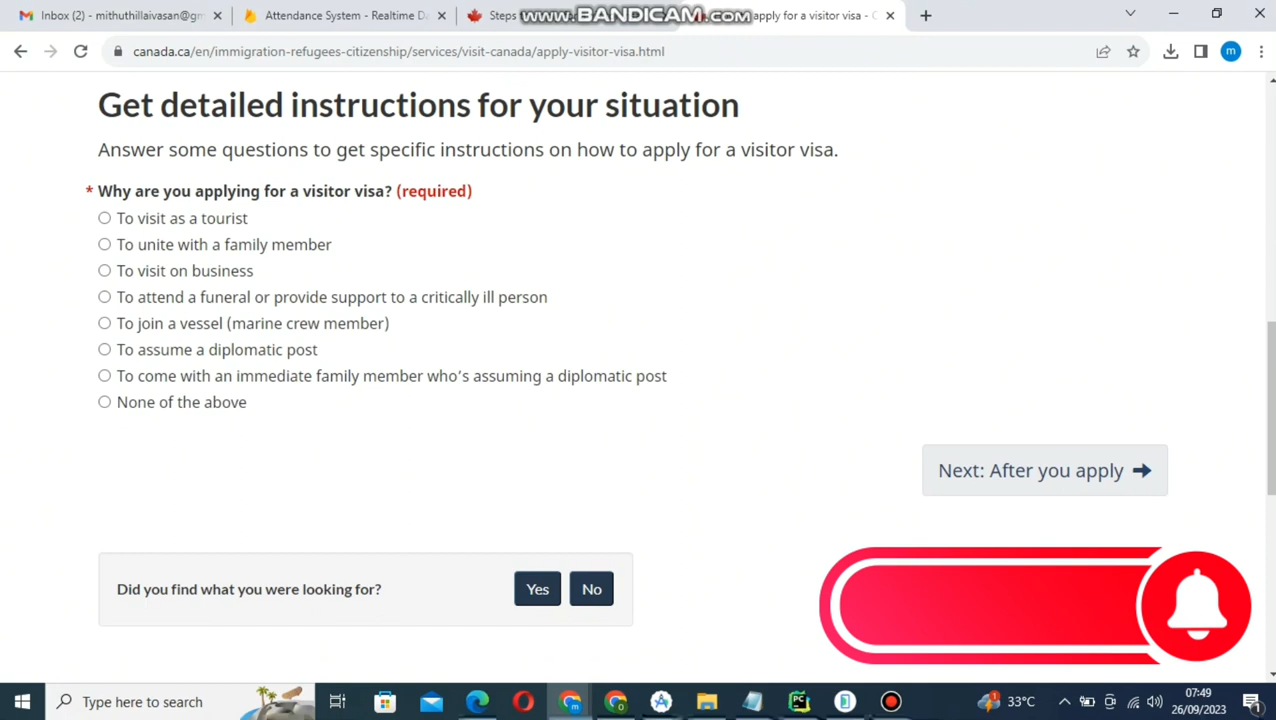 Inbox (2) - mithuthillaivasan@gm
Attendance System - Realtime Da
Steps
www.BANDICAM.com
apply for a visitor visa - C
canada.ca/en/immigration-refugees-citizenship/services/visit-canada/apply-visitor-visa.html
m
Get detailed instructions for your situation
Answer some questions to get specific instructions on how to apply for a visitor visa.
* Why are you applying for a visitor visa? (required)
To visit as a tourist
To unite with a family member
To visit on business
To attend a funeral or provide support to a critically ill person
To join a vessel (marine crew member)
To assume a diplomatic post
To come with an immediate family member who's assuming a diplomatic post
None of the above
Next: After you apply
Did you find what you were looking for?
Yes
No
Type here to search
33°C
07:49
26/09/2023